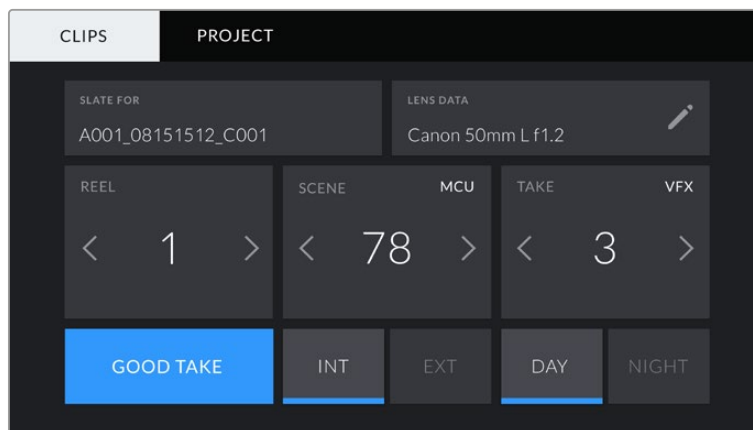 CLIPS PROJECT
SLATE FOR LENS DATA
A001_08151512_C001 Canon 50mm L f1.2
REEL SCENE MCU TAKE VFX
1 78 3
GOOD TAKE INT EXT DAY NIGHT